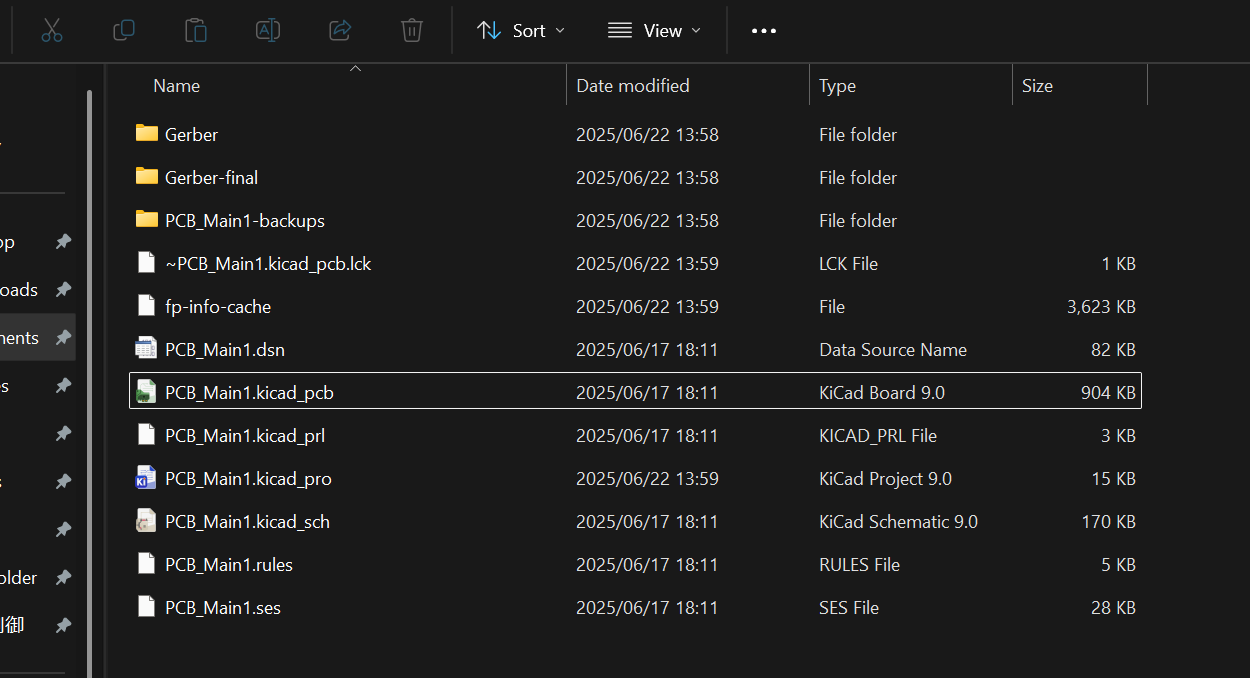 Sort View
Name Date modified Type Size
Gerber 2025/06/22 13:58 File folder
Gerber-final 2025/06/22 13:58 File folder
PCB_Main1-backups 2025/06/22 13:58 File folder
op
~PCB_Main1.kicad_pcb.lck 2025/06/22 13:59 LCK File 1 KB
oads
fp-info-cache 2025/06/22 13:59 File 3,623 KB
nents
PCB_Main1.dsn 2025/06/17 18:11 Data Source Name 82 KB
s
PCB_Main1.kicad_pcb 2025/06/17 18:11 KiCad Board 9.0 904 KB
PCB_Main1.kicad_prl 2025/06/17 18:11 KICAD_PRL File 3 KB
PCB_Main1.kicad_pro 2025/06/22 13:59 KiCad Project 9.0 15 KB
PCB_Main1.kicad_sch 2025/06/17 18:11 KiCad Schematic 9.0 170 KB
PCB_Main1.rules 2025/06/17 18:11 RULES File 5 KB
older
PCB_Main1.ses 2025/06/17 18:11 SES File 28 KB
御